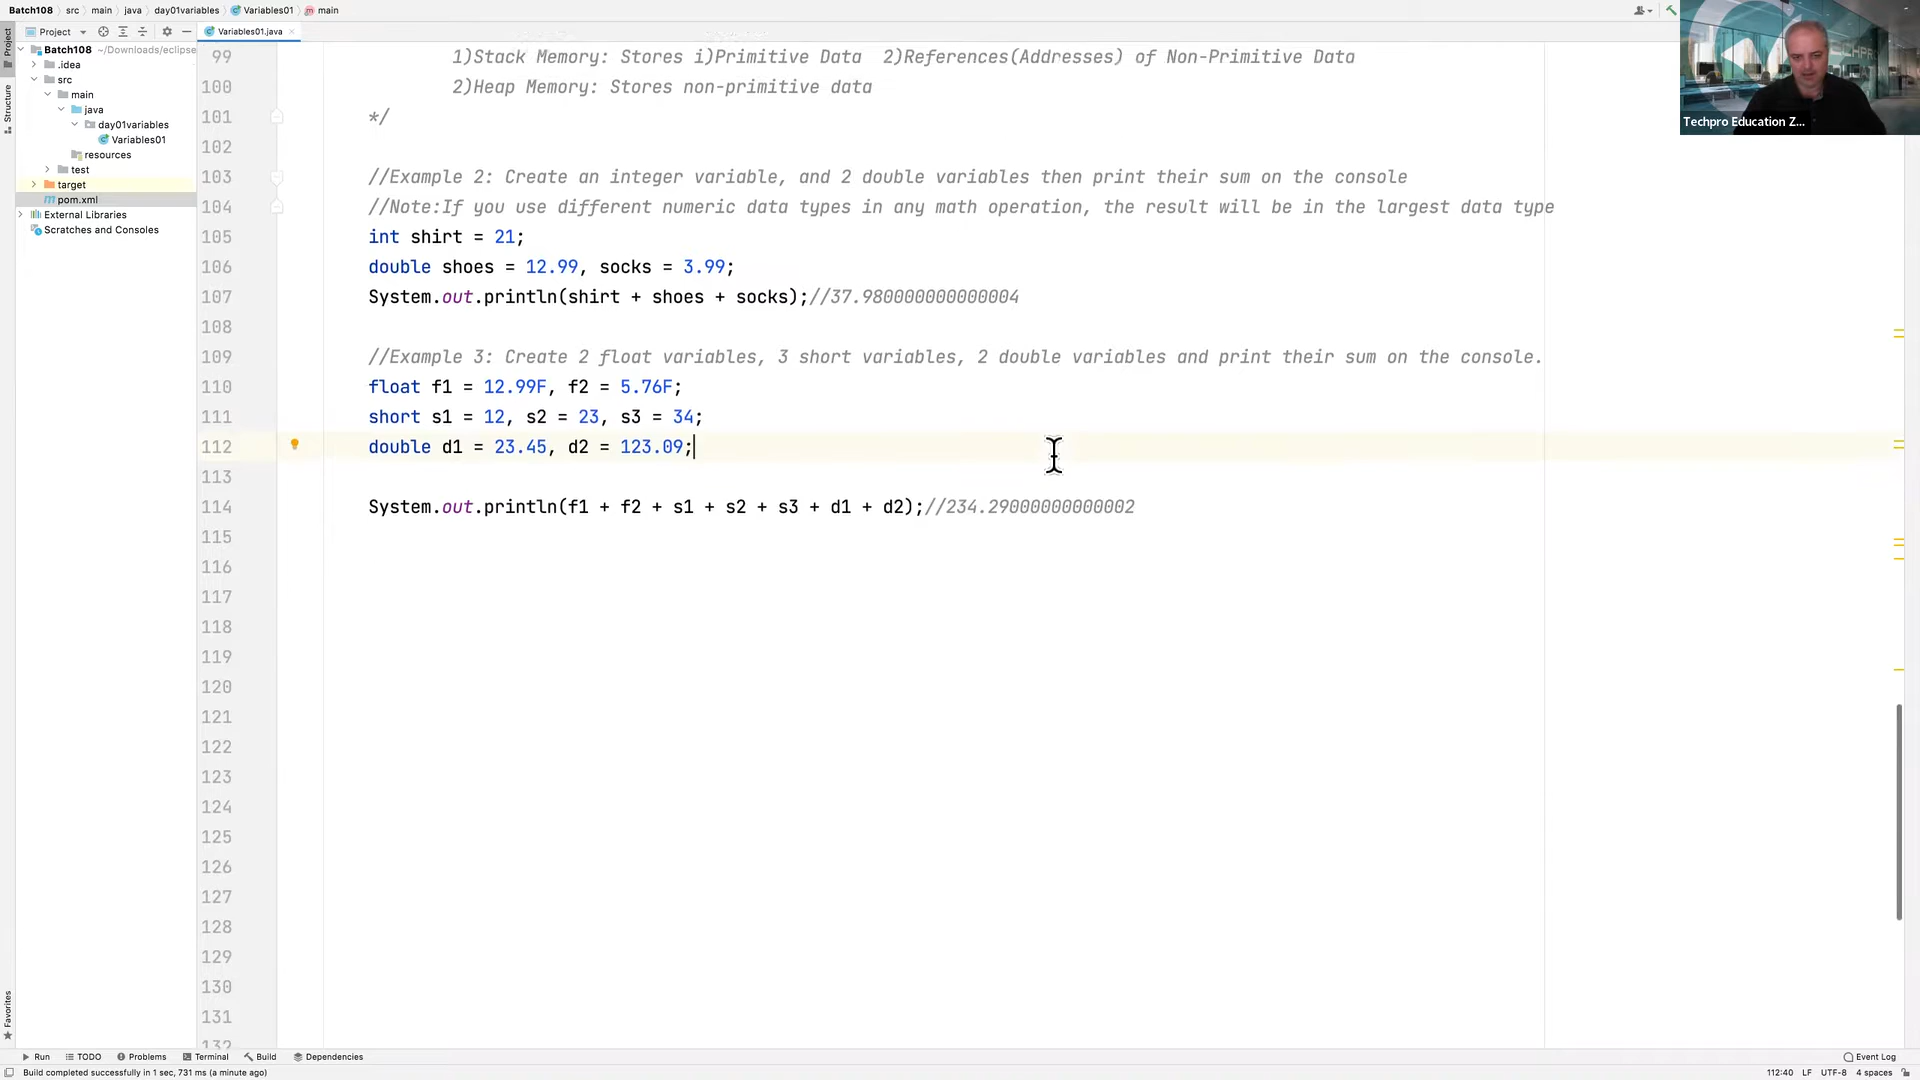 Batch108 src main java day01variables Variables01 main
Project Variables01.java
Project
Structure
Favorites
Batch108 ~/Downloads/eclipse
.idea
src
main
java
day01variables
Variables01
resources
test
target
pom.xml
External Libraries
Scratches and Consoles
99 1)Stack Memory: Stores i)Primitive Data 2)References(Addresses) of Non-Primitive Data
100 2)Heap Memory: Stores non-primitive data
101 */
102
103 //Example 2: Create an integer variable, and 2 double variables then print their sum on the console
104 //Note:If you use different numeric data types in any math operation, the result will be in the largest data type
105 int shirt = 21;
106 double shoes = 12.99, socks = 3.99;
107 System.out.println(shirt + shoes + socks);//37.980000000000004
108
109 //Example 3: Create 2 float variables, 3 short variables, 2 double variables and print their sum on the console.
110 float f1 = 12.99F, f2 = 5.76F;
111 short s1 = 12, s2 = 23, s3 = 34;
112 double d1 = 23.45, d2 = 123.09;
113
114 System.out.println(f1 + f2 + s1 + s2 + s3 + d1 + d2);//234.29000000000002
115
116
117
118
119
120
121
122
123
124
125
126
127
128
129
130
131
132
Techpro Education Z...
Run TODO Problems Terminal Build Dependencies Event Log
Build completed successfully in 1 sec, 731 ms (a minute ago) 112:40 LF UTF-8 4 spaces